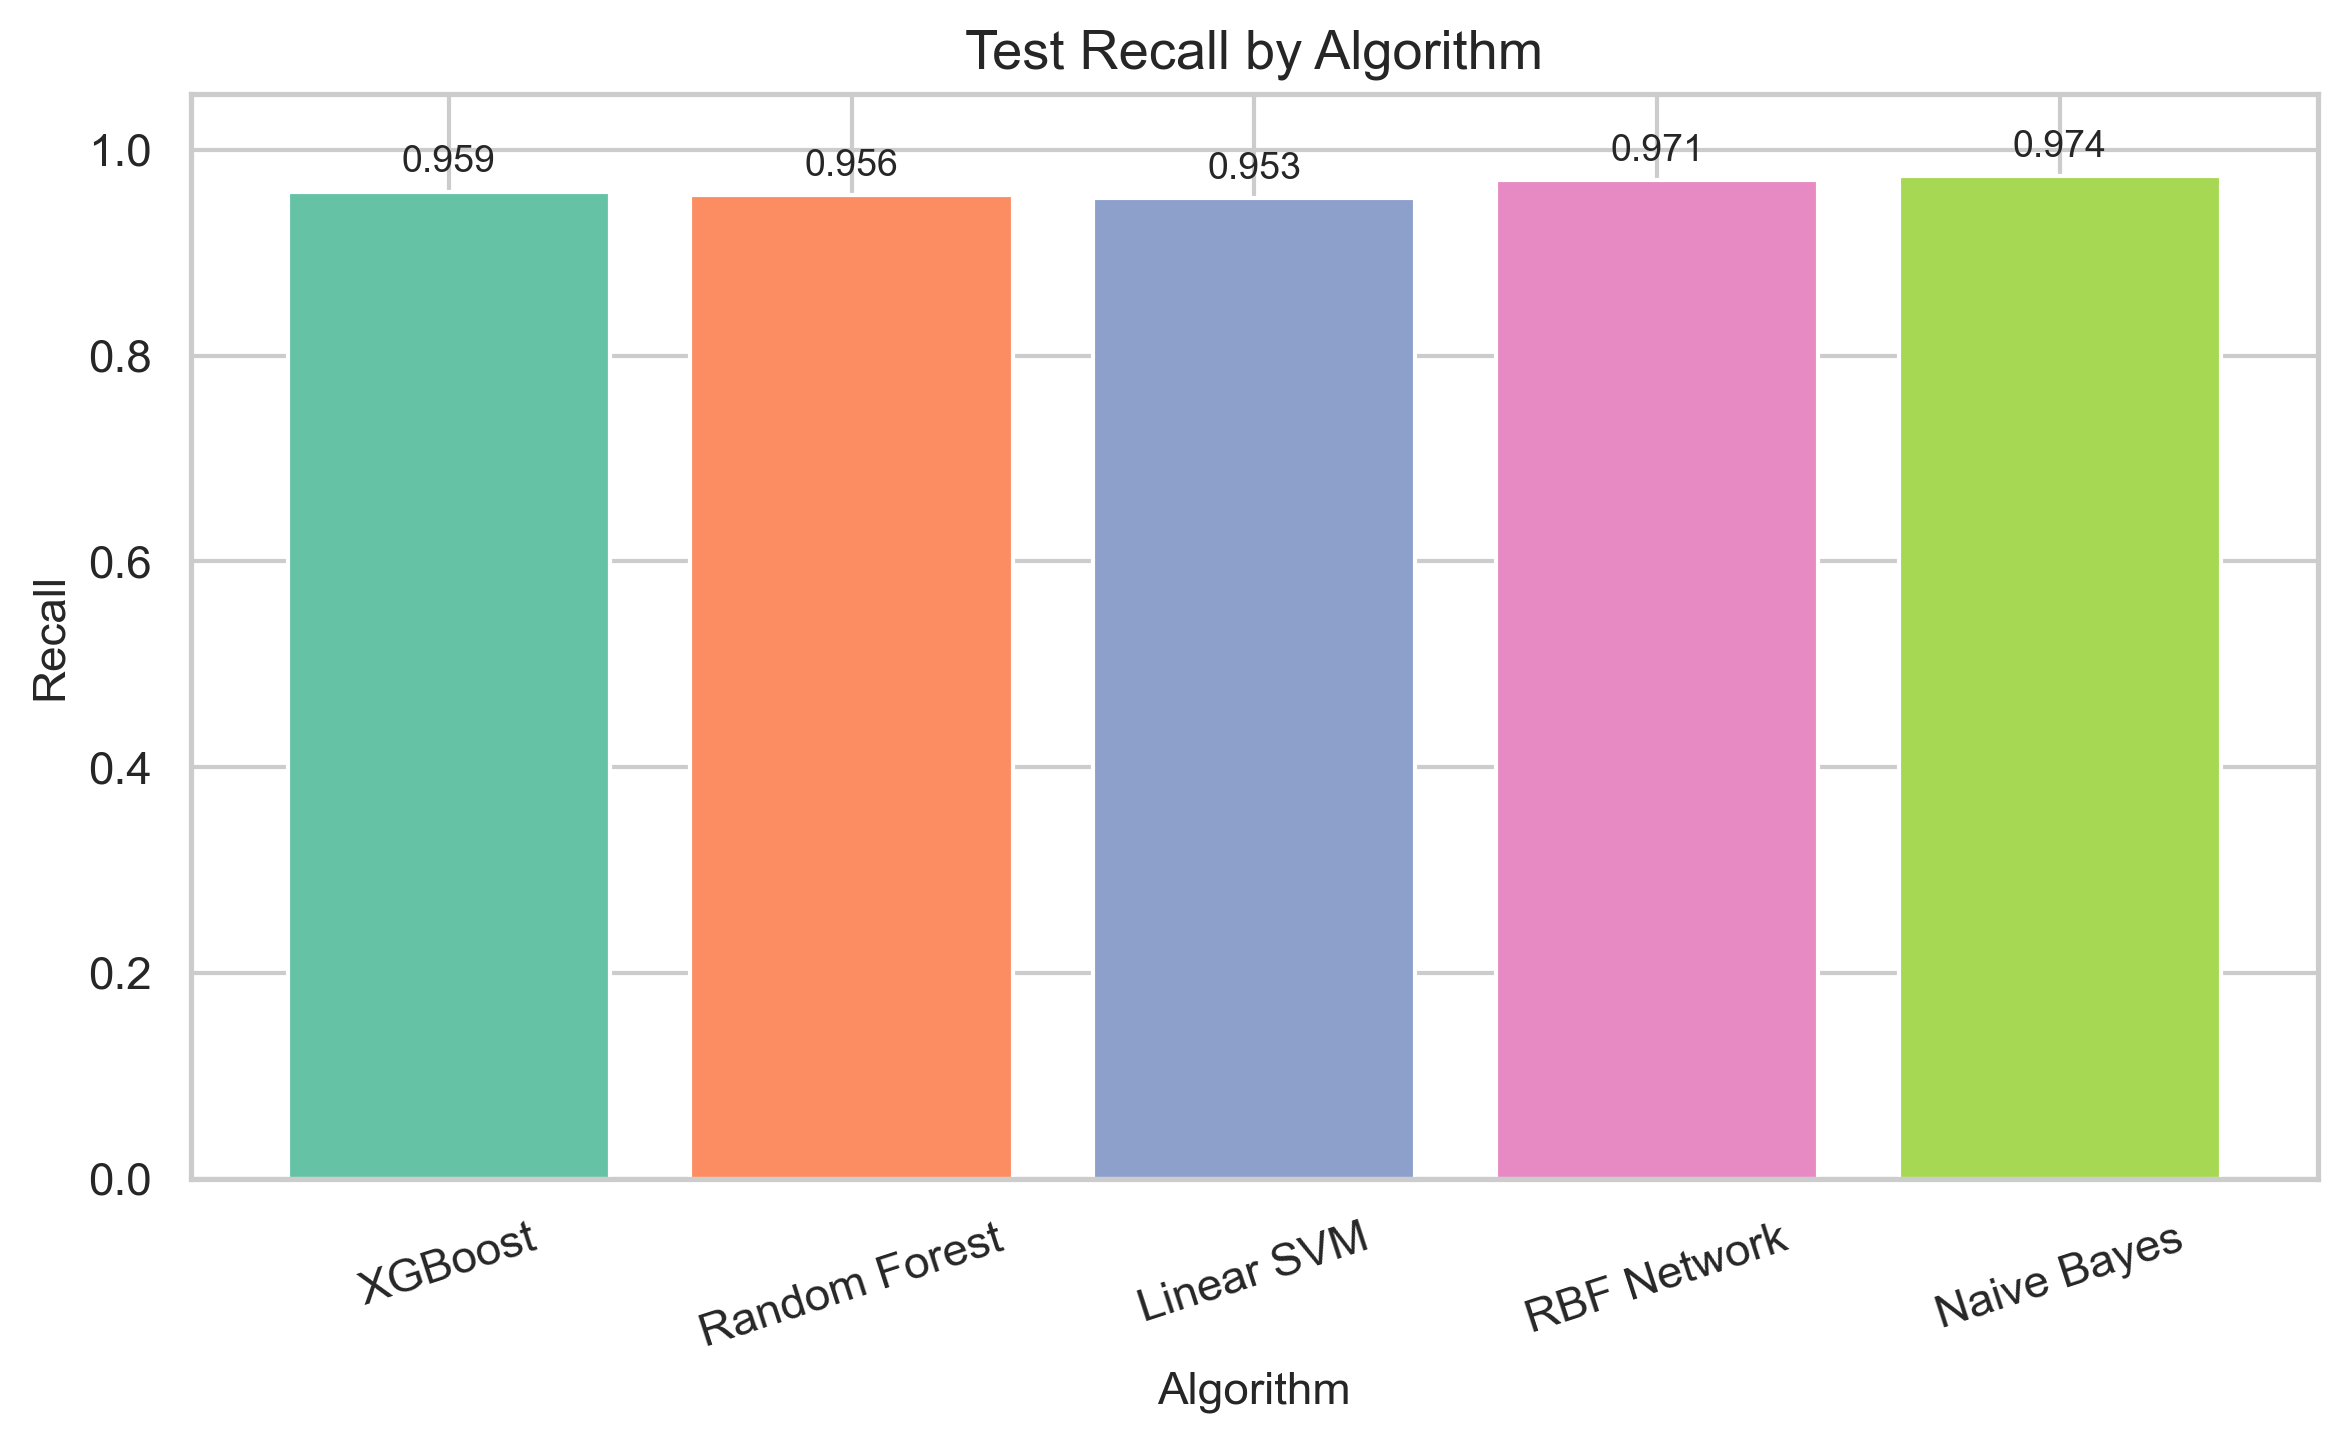 Test Recall by Algorithm
1.0
0.959
0.956
0.953
0.971
0.974
0.8
0.6
0.4
0.2
0.0
Recall
XGBoost
Random Forest
Linear SVM
RBF Network
Naive Bayes
Algorithm